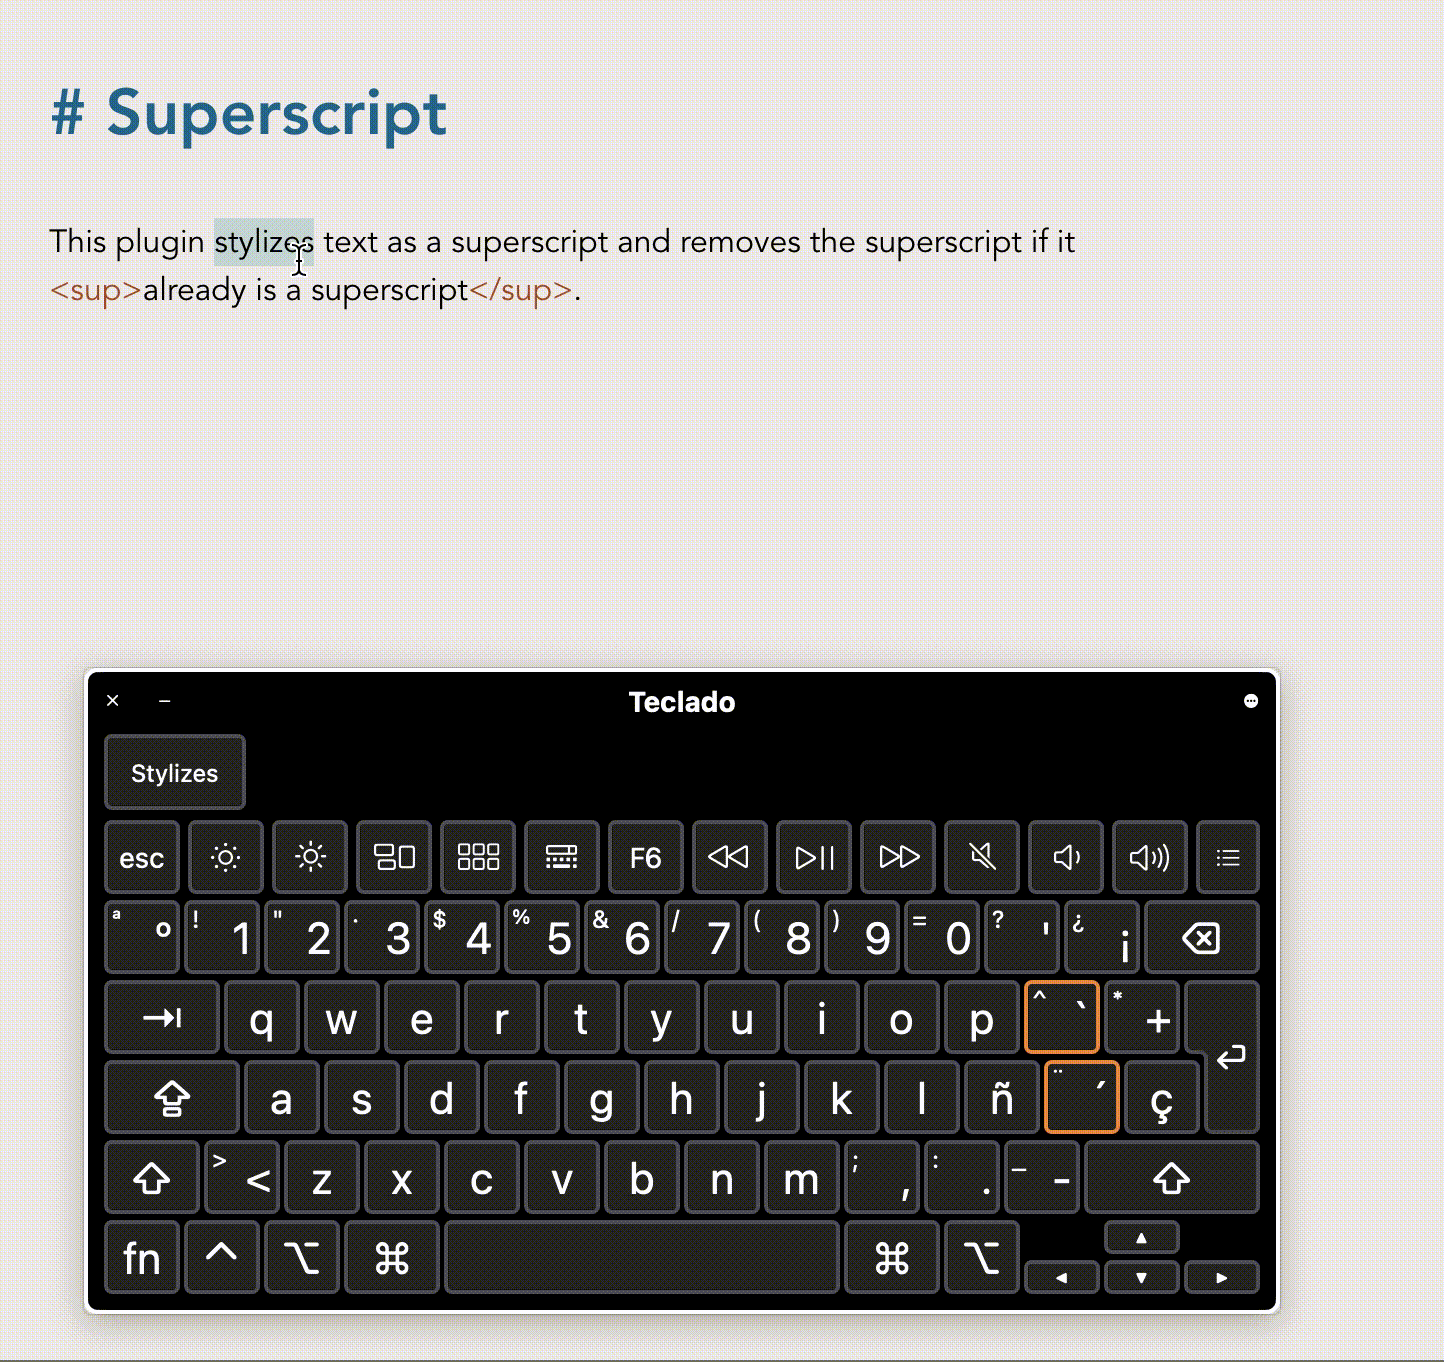 # Superscript
This plugin stylizes text as a superscript and removes the superscript if it
<sup>already is a superscript</sup>.
Teclado
Stylizes
esc F6
ª º ! 1 " 2 · 3 $ 4 % 5 & 6 / 7 ( 8 ) 9 = 0 ? ' ¿ ¡
q w e r t y u i o p ^ ` * +
a s d f g h j k l ñ ¨ ´ ç
> < z x c v b n m ; , : . _ -
fn ^ ⌥ ⌘ ⌘ ⌥